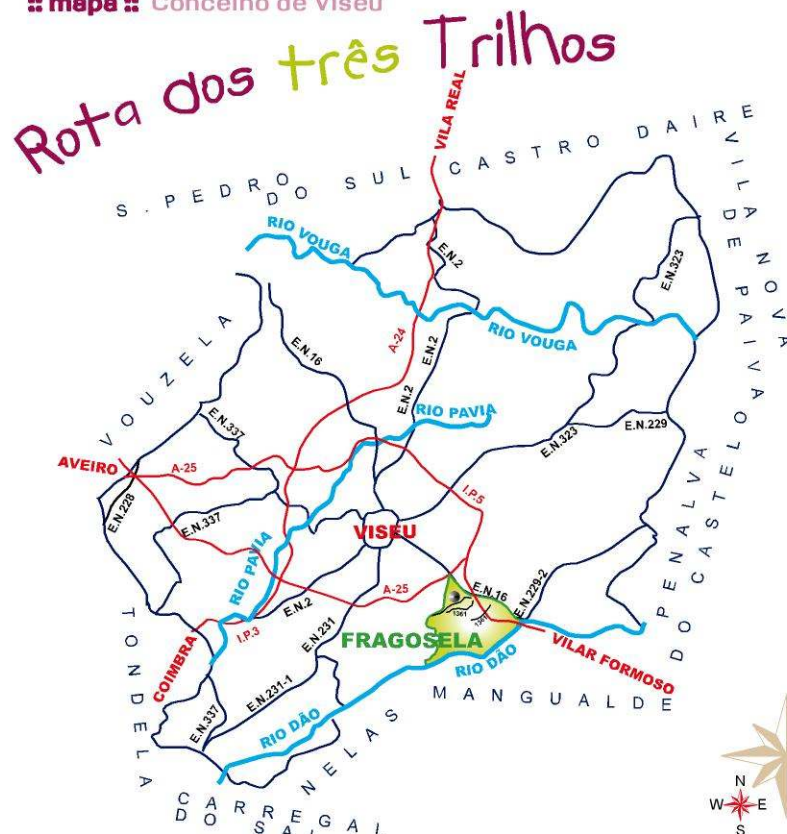 :: mapa :: Concelho de Viseu
Rota dos três Trilhos
VILA REAL
S. PEDRO
DO SUL
CASTRO DAIRE
VILA NOVA
DE PAIVA
RIO VOUGA
E.N.2
E.N.323
A-24
RIO VOUGA
VOUZELA
E.N.16
E.N.2
E.N.2
RIO PAVIA
E.N.337
E.N.323
E.N.229
AVEIRO
A-25
I.P.5
E.N.228
E.N.337
VISEU
PENALVA
DO CASTELO
RIO PAVIA
A-25
E.N.16
E.N.229-2
E.N.2
1361
I.P.3
E.N.231
FRAGOSELA
VILAR FORMOSO
TONDELA
COIMBRA
RIO DÃO
E.N.231-1
MANGUALDE
E.N.337
RIO DÃO
NELAS
CARREGAL
DO SAL
N
W E
S